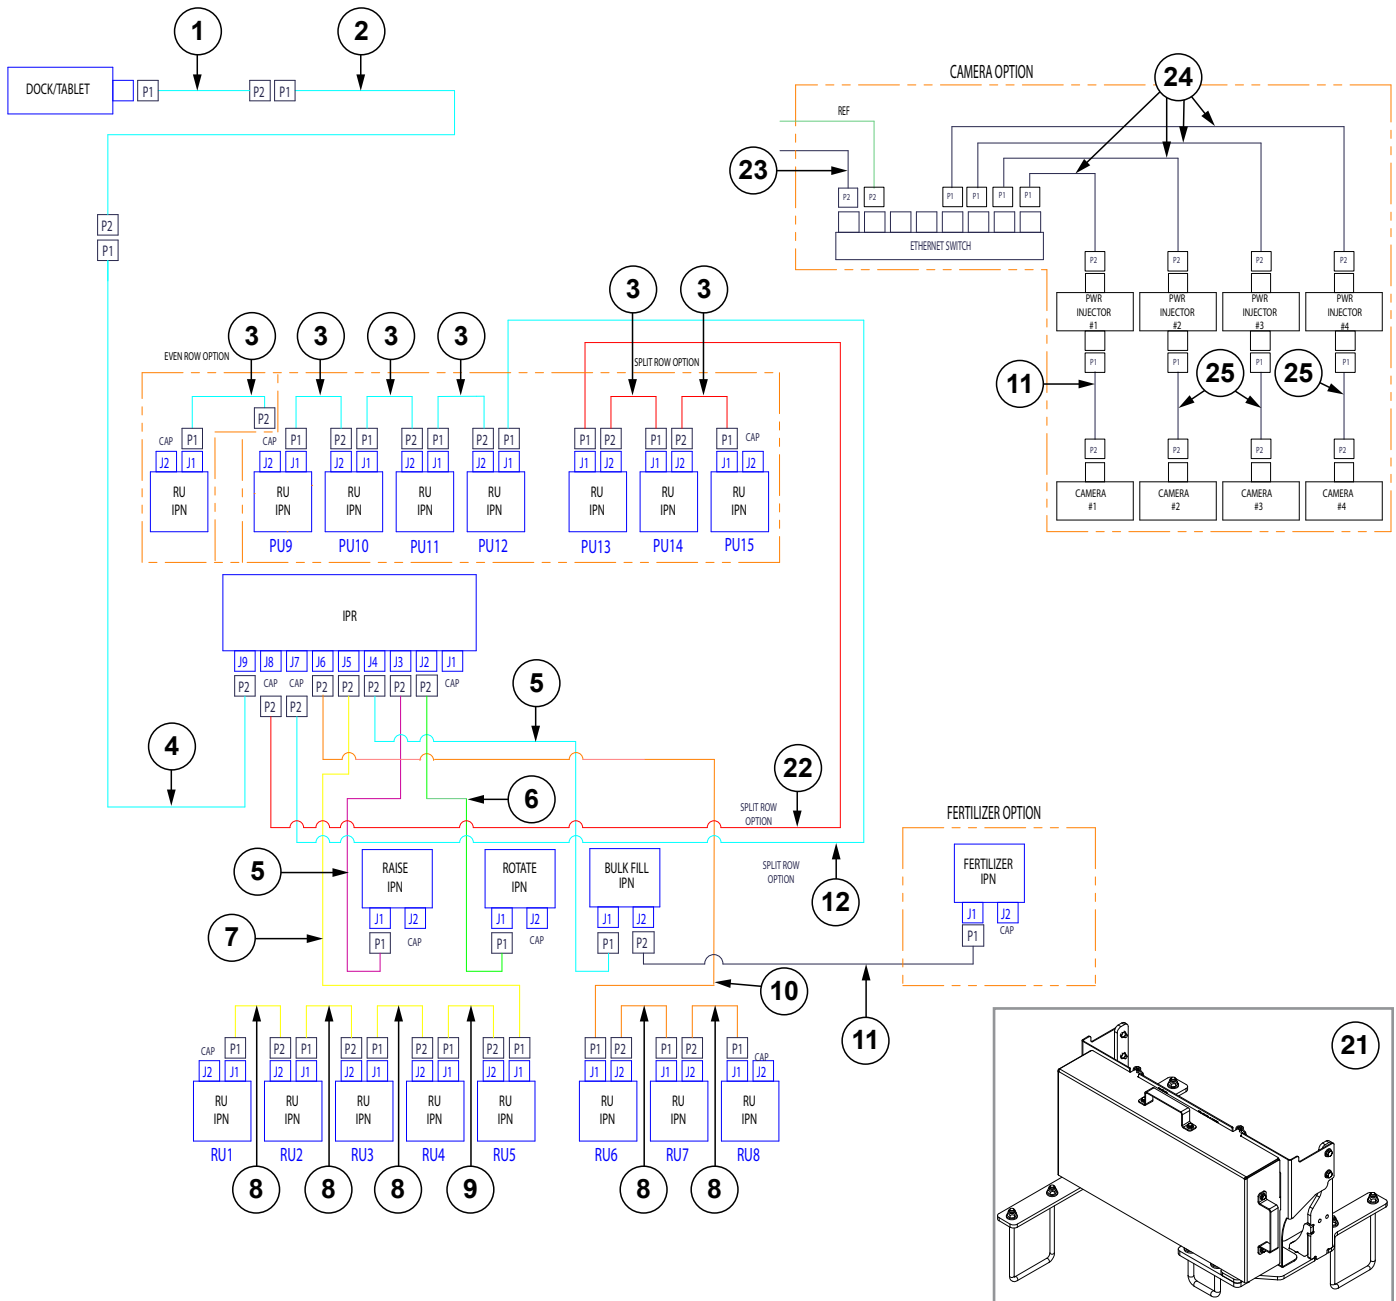 1
2
DOCK/TABLET
P1
P2
P1
CAMERA OPTION
24
REF
23
P2
P2
P1
P1
P1
P1
ETHERNET SWITCH
P2
P1
P2
P2
P2
P2
PWR
INJECTOR
#1
PWR
INJECTOR
#2
PWR
INJECTOR
#3
PWR
INJECTOR
#4
P1
P1
P1
P1
11
25
25
P2
P2
P2
P2
CAMERA
#1
CAMERA
#2
CAMERA
#3
CAMERA
#4
3
3
3
3
3
3
EVEN ROW OPTION
SPLIT ROW OPTION
P2
CAP
P1
CAP
P1
P2
P1
P2
P1
P2
P1
P1
P2
P1
P2
P1
CAP
J2
J1
J2
J1
J2
J1
J2
J1
J2
J1
J1
J2
J1
J2
J1
J2
RU
IPN
RU
IPN
RU
IPN
RU
IPN
RU
IPN
RU
IPN
RU
IPN
RU
IPN
PU9
PU10
PU11
PU12
PU13
PU14
PU15
IPR
J9
J8
J7
J6
J5
J4
J3
J2
J1
P2
CAP
CAP
P2
P2
P2
P2
P2
CAP
P2
P2
5
4
22
6
SPLIT ROW
OPTION
FERTILIZER OPTION
5
RAISE
IPN
ROTATE
IPN
BULK FILL
IPN
SPLIT ROW
OPTION
12
FERTILIZER
IPN
J1
J2
J1
J2
J1
J2
J1
J2
P1
CAP
P1
CAP
P1
P2
P1
CAP
7
10
11
CAP
P1
P2
P1
P2
P1
P2
P1
P2
P1
P1
P2
P1
P2
P1
CAP
J2
J1
J2
J1
J2
J1
J2
J1
J2
J1
J1
J2
J1
J2
J1
J2
RU
IPN
RU
IPN
RU
IPN
RU
IPN
RU
IPN
RU
IPN
RU
IPN
RU
IPN
RU1
RU2
RU3
RU4
RU5
RU6
RU7
RU8
8
8
8
9
8
8
21